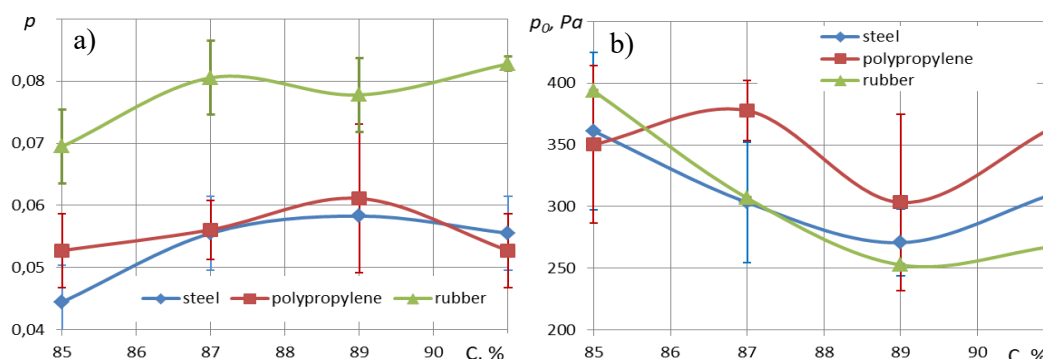 p
a)
0,08
0,07
0,06
0,05
0,04
steel
polypropylene
rubber
85
86
87
88
89
90
C, %
p₀, Pa
b)
steel
polypropylene
rubber
400
350
300
250
200
85
86
87
88
89
90
C, %